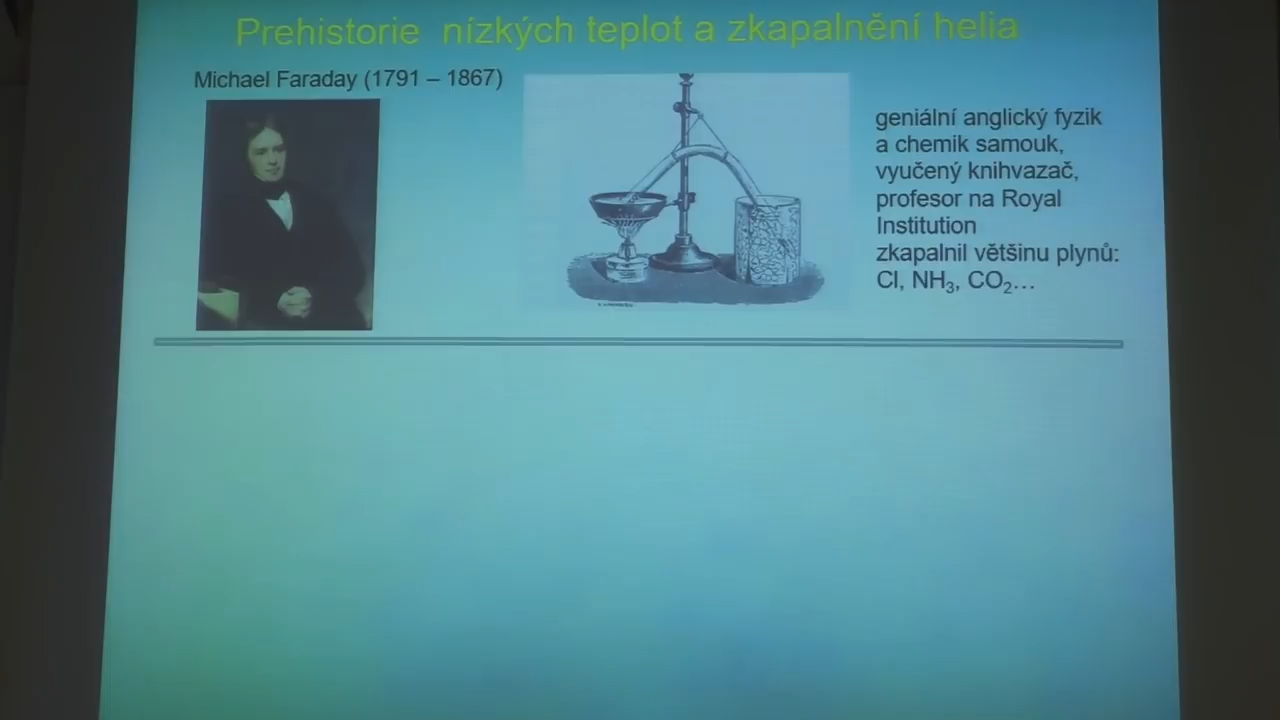 Prehistorie nízkých teplot a zkapalnění helia
Michael Faraday (1791 – 1867)
geniální anglický fyzik
a chemik samouk,
vyučený knihvazač,
profesor na Royal
Institution
zkapalnil většinu plynů:
Cl, NH₃, CO₂…